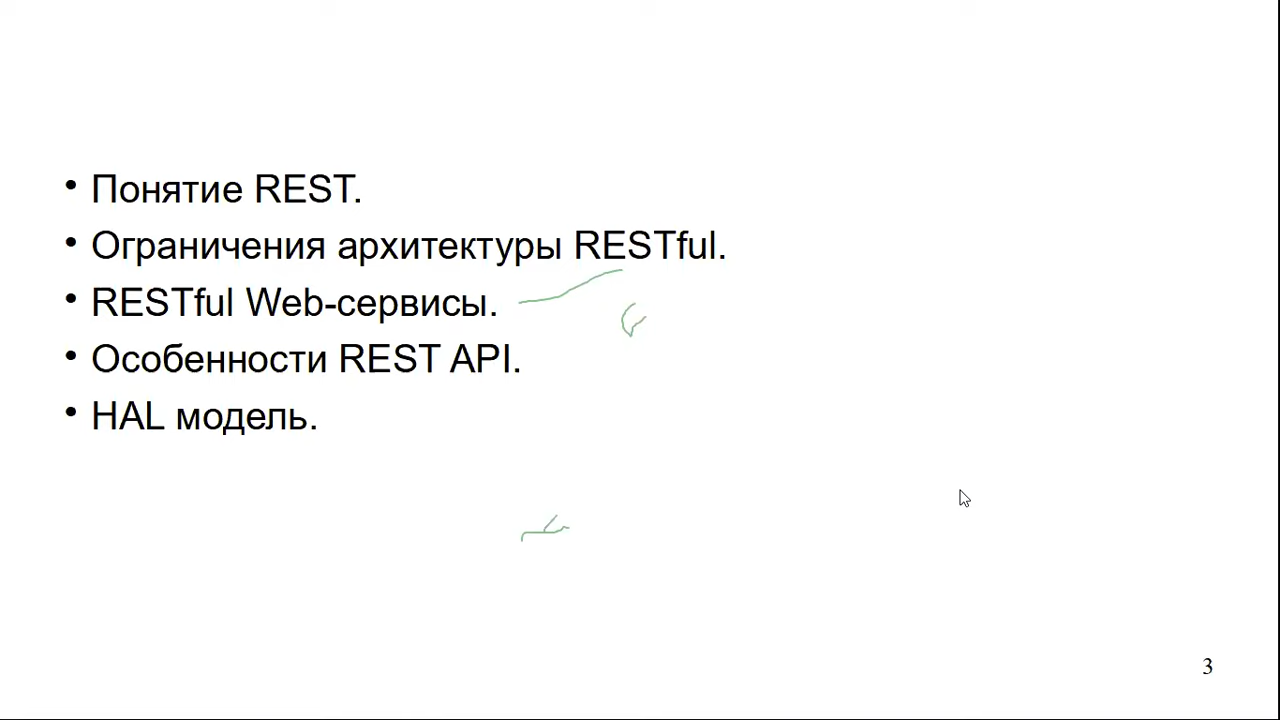 • Понятие REST.
• Ограничения архитектуры RESTful.
• RESTful Web-сервисы.
• Особенности REST API.
• HAL модель.
3